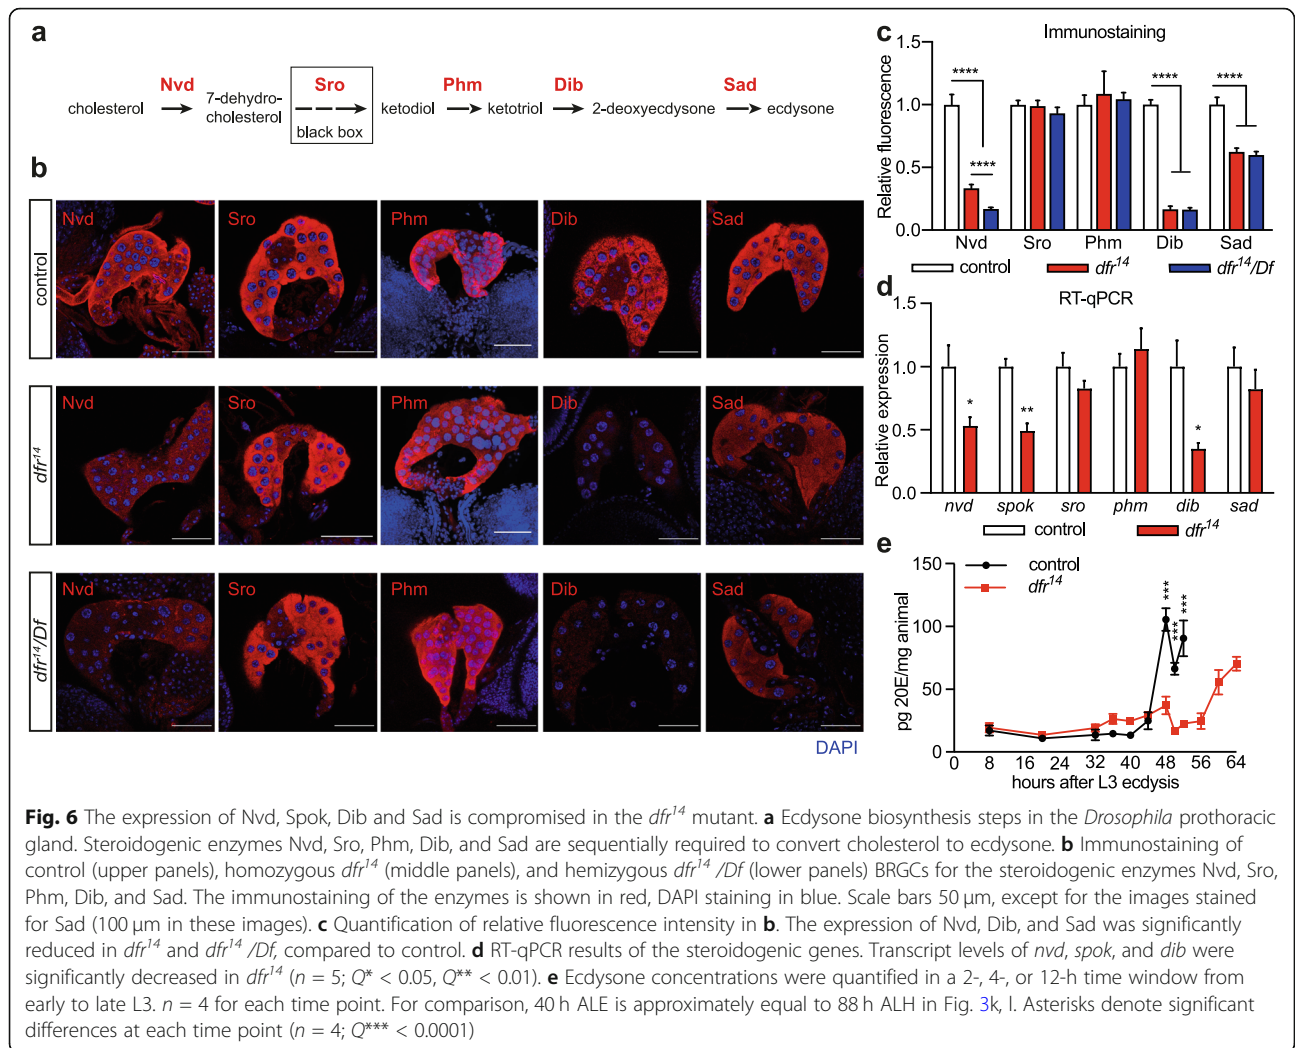 a
Nvd
Sro
Phm
Dib
Sad
cholesterol
7-dehydro-
cholesterol
black box
ketodiol
ketotriol
2-deoxyecdysone
ecdysone
b
control
Nvd
Sro
Phm
Dib
Sad
dfr14
Nvd
Sro
Phm
Dib
Sad
dfr14/Df
Nvd
Sro
Phm
Dib
Sad
DAPI
c
Immunostaining
Relative fluorescence
1.5
1.0
0.5
0.0
****
****
****
****
Nvd Sro Phm Dib Sad
control dfr14 dfr14/Df
d
RT-qPCR
Relative expression
1.5
1.0
0.5
0.0
*
**
*
nvd spok sro phm dib sad
control dfr14
e
pg 20E/mg animal
150
100
50
0
control
dfr14
***
***
***
0 8 16 24 32 40 48 56 64
hours after L3 ecdysis
Fig. 6 The expression of Nvd, Spok, Dib and Sad is compromised in the dfr14 mutant. a Ecdysone biosynthesis steps in the Drosophila prothoracic
gland. Steroidogenic enzymes Nvd, Sro, Phm, Dib, and Sad are sequentially required to convert cholesterol to ecdysone. b Immunostaining of
control (upper panels), homozygous dfr14 (middle panels), and hemizygous dfr14 /Df (lower panels) BRGCs for the steroidogenic enzymes Nvd, Sro,
Phm, Dib, and Sad. The immunostaining of the enzymes is shown in red, DAPI staining in blue. Scale bars 50 μm, except for the images stained
for Sad (100 μm in these images). c Quantification of relative fluorescence intensity in b. The expression of Nvd, Dib, and Sad was significantly
reduced in dfr14 and dfr14 /Df, compared to control. d RT-qPCR results of the steroidogenic genes. Transcript levels of nvd, spok, and dib were
significantly decreased in dfr14 (n = 5; Q* < 0.05, Q** < 0.01). e Ecdysone concentrations were quantified in a 2-, 4-, or 12-h time window from
early to late L3. n = 4 for each time point. For comparison, 40 h ALE is approximately equal to 88 h ALH in Fig. 3k, l. Asterisks denote significant
differences at each time point (n = 4; Q*** < 0.0001)